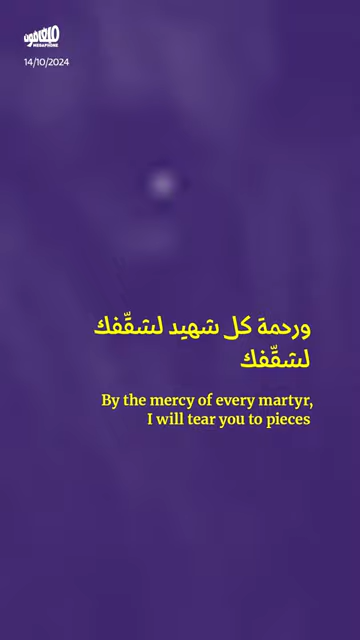 ميغافون
MEGAPHONE
14/10/2024
ورحمة كل شهيد لشقِّفك
لشقِّفك
By the mercy of every martyr,
I will tear you to pieces